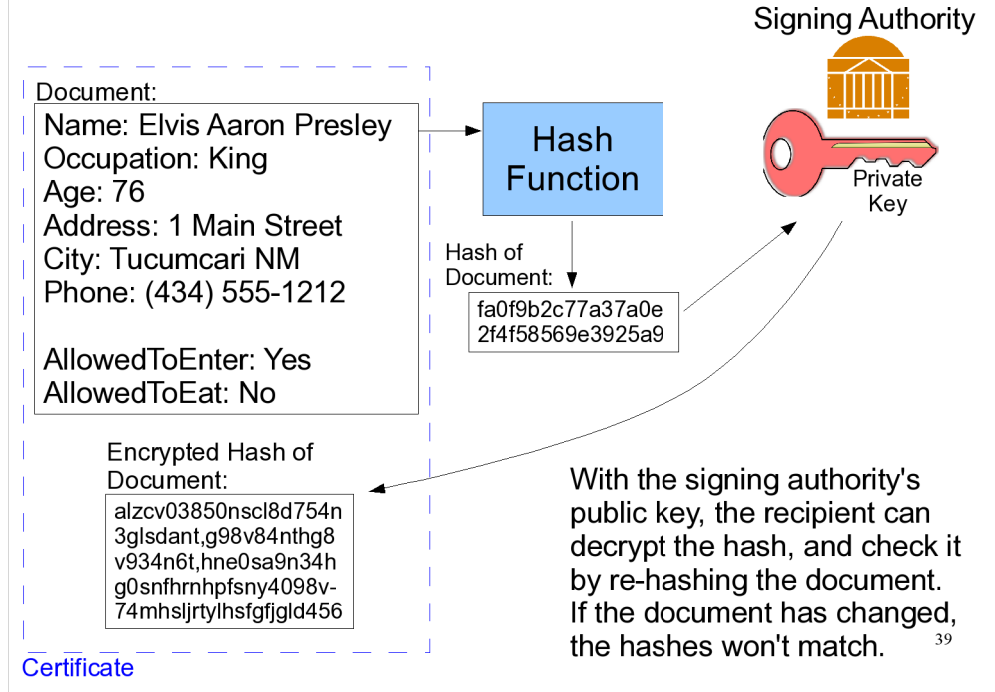 Signing Authority
Document:
Name: Elvis Aaron Presley
Occupation: King
Age: 76
Address: 1 Main Street
City: Tucumcari NM
Phone: (434) 555-1212
AllowedToEnter: Yes
AllowedToEat: No
Hash
Function
Private
Key
Hash of
Document:
fa0f9b2c77a37a0e
2f4f58569e3925a9
Encrypted Hash of
Document:
alzcv03850nscl8d754n
3glsdant,g98v84nthg8
v934n6t,hne0sa9n34h
g0snfhrnhpfsny4098v-
74mhsljrtylhsfgfjgld456
Certificate
With the signing authority's
public key, the recipient can
decrypt the hash, and check it
by re-hashing the document.
If the document has changed,
the hashes won't match.
39